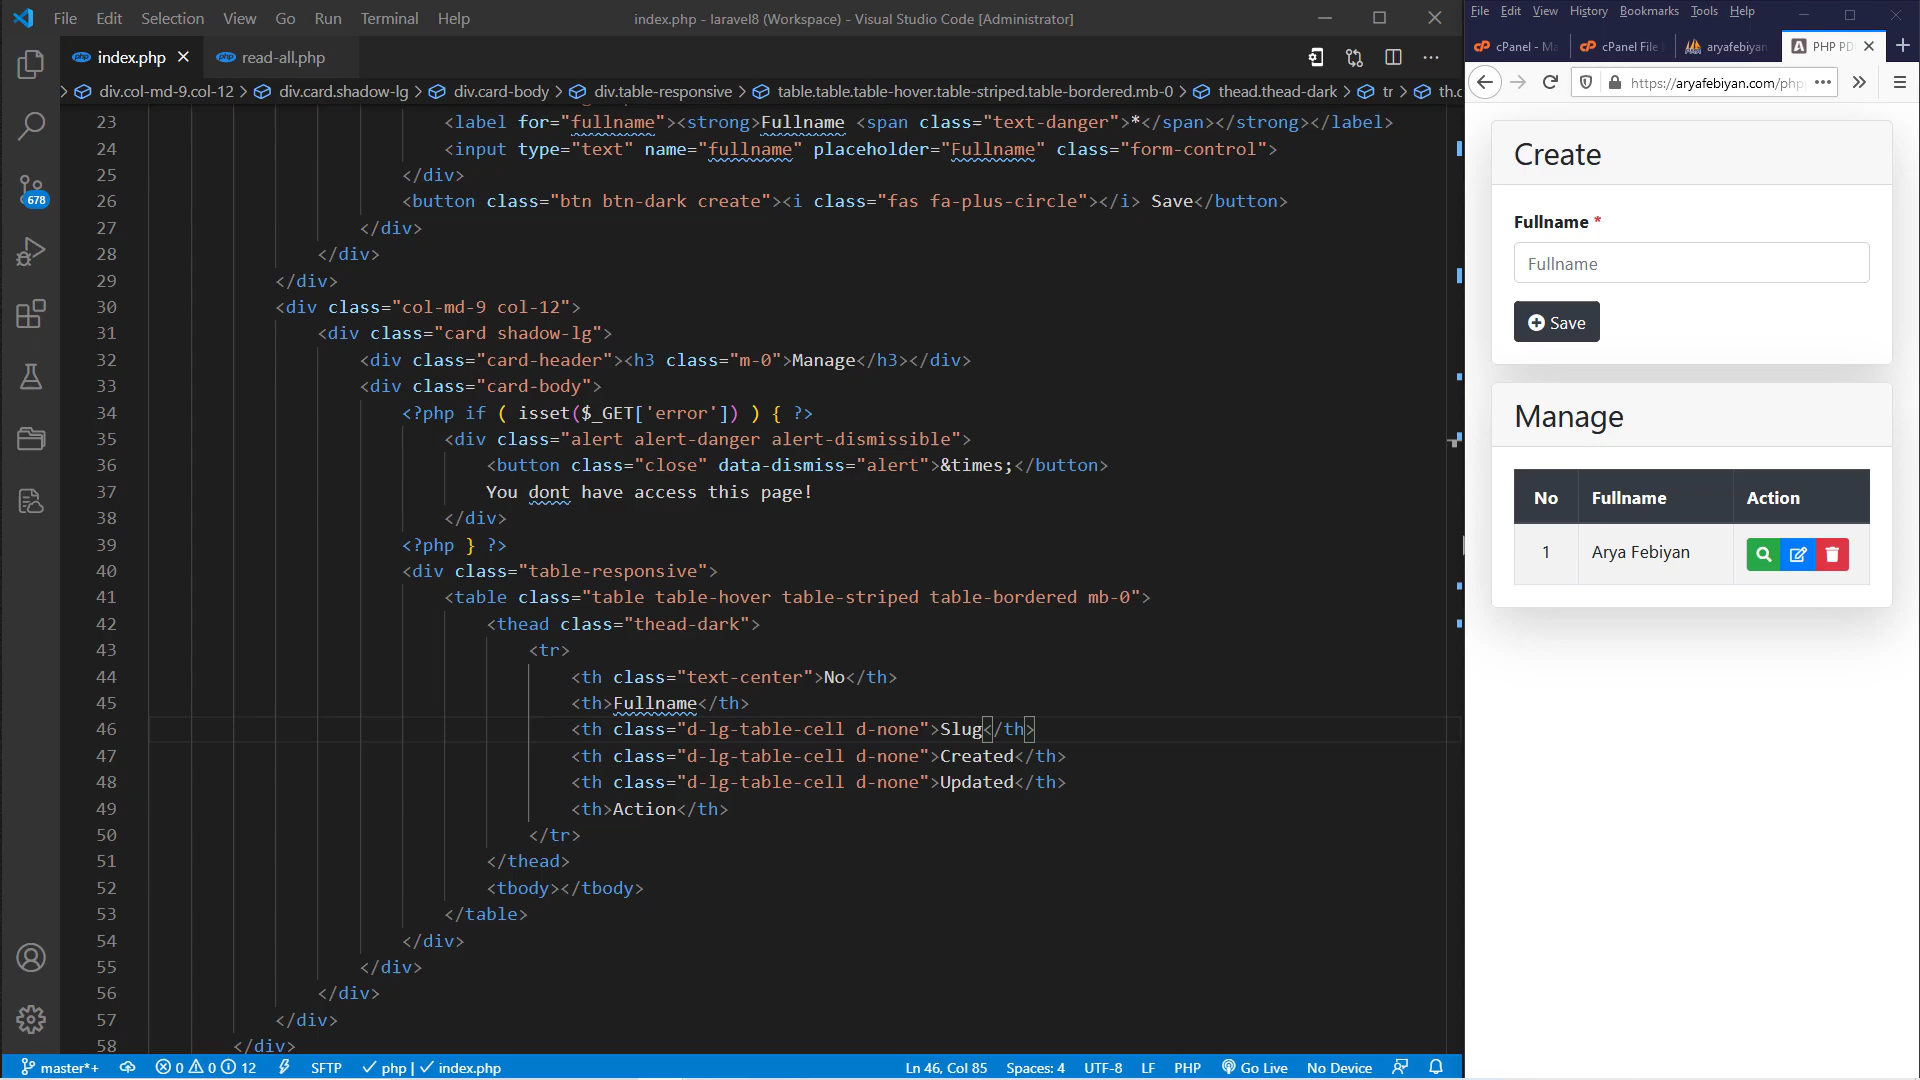 File Edit Selection View Go Run Terminal Help
index.php - laravel8 (Workspace) - Visual Studio Code [Administrator]
index.php
read-all.php
div.col-md-9.col-12
div.card.shadow-lg
div.card-body
div.table-responsive
table.table.table-hover.table-striped.table-bordered.mb-0
thead.thead-dark
tr
23 <label for="fullname"><strong>Fullname <span class="text-danger">*</span></strong></label>
24 <input type="text" name="fullname" placeholder="Fullname" class="form-control">
25 </div>
26 <button class="btn btn-dark create"><i class="fas fa-plus-circle"></i> Save</button>
27 </div>
28 </div>
29 </div>
30 <div class="col-md-9 col-12">
31 <div class="card shadow-lg">
32 <div class="card-header"><h3 class="m-0">Manage</h3></div>
33 <div class="card-body">
34 <?php if ( isset($_GET['error']) ) { ?>
35 <div class="alert alert-danger alert-dismissible">
36 <button class="close" data-dismiss="alert">&times;</button>
37 You dont have access this page!
38 </div>
39 <?php } ?>
40 <div class="table-responsive">
41 <table class="table table-hover table-striped table-bordered mb-0">
42 <thead class="thead-dark">
43 <tr>
44 <th class="text-center">No</th>
45 <th>Fullname</th>
46 <th class="d-lg-table-cell d-none">Slug</th>
47 <th class="d-lg-table-cell d-none">Created</th>
48 <th class="d-lg-table-cell d-none">Updated</th>
49 <th>Action</th>
50 </tr>
51 </thead>
52 <tbody></tbody>
53 </table>
54 </div>
55 </div>
56 </div>
57 </div>
58 </div>
678
master*+ 0 0 12 SFTP php | index.php Ln 46, Col 85 Spaces: 4 UTF-8 LF PHP Go Live No Device
File Edit View History Bookmarks Tools Help
cPanel - Ma
cPanel File
aryafebiyan
PHP PD
https://aryafebiyan.com/php
Create
Fullname *
Fullname
Save
Manage
No Fullname Action
1 Arya Febiyan